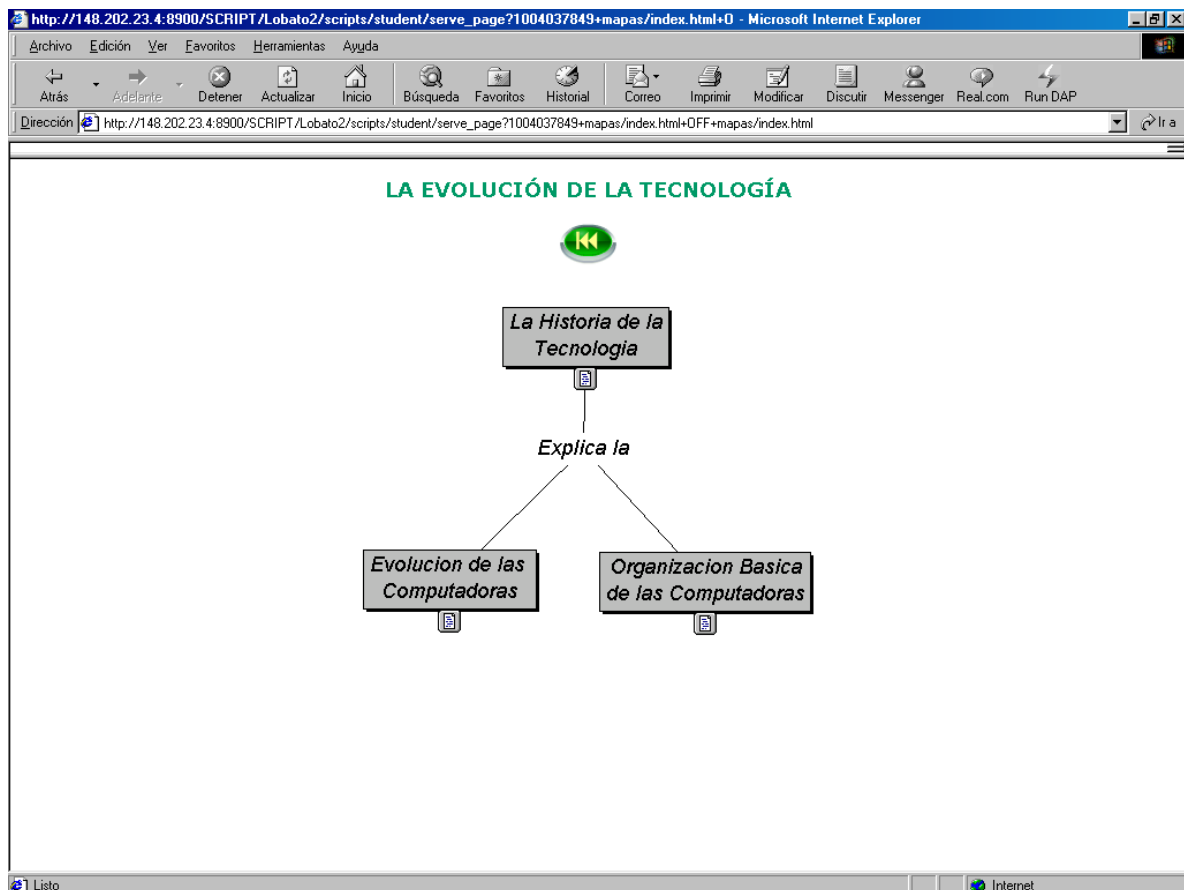 http://148.202.23.4:8900/SCRIPT/Lobato2/scripts/student/serve_page?1004037849+mapas/index.html+O - Microsoft Internet Explorer
Archivo Edición Ver Favoritos Herramientas Ayuda
Atrás Adelante Detener Actualizar Inicio Búsqueda Favoritos Historial Correo Imprimir Modificar Discutir Messenger Real.com Run DAP
Dirección http://148.202.23.4:8900/SCRIPT/Lobato2/scripts/student/serve_page?1004037849+mapas/index.html+OFF+mapas/index.html Ir a
LA EVOLUCIÓN DE LA TECNOLOGÍA
La Historia de la
Tecnologia
Explica la
Evolucion de las
Computadoras
Organizacion Basica
de las Computadoras
Listo Internet